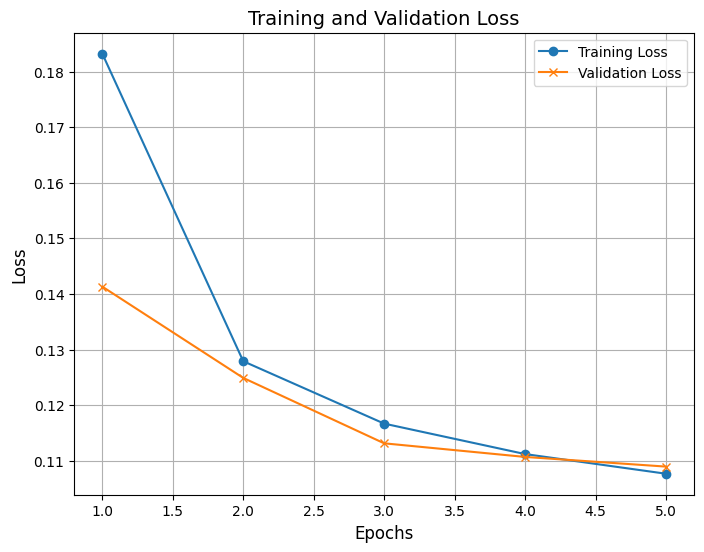 Training and Validation Loss
Training Loss
Validation Loss
0.18
0.17
0.16
0.15
0.14
0.13
0.12
0.11
Loss
1.0 1.5 2.0 2.5 3.0 3.5 4.0 4.5 5.0
Epochs